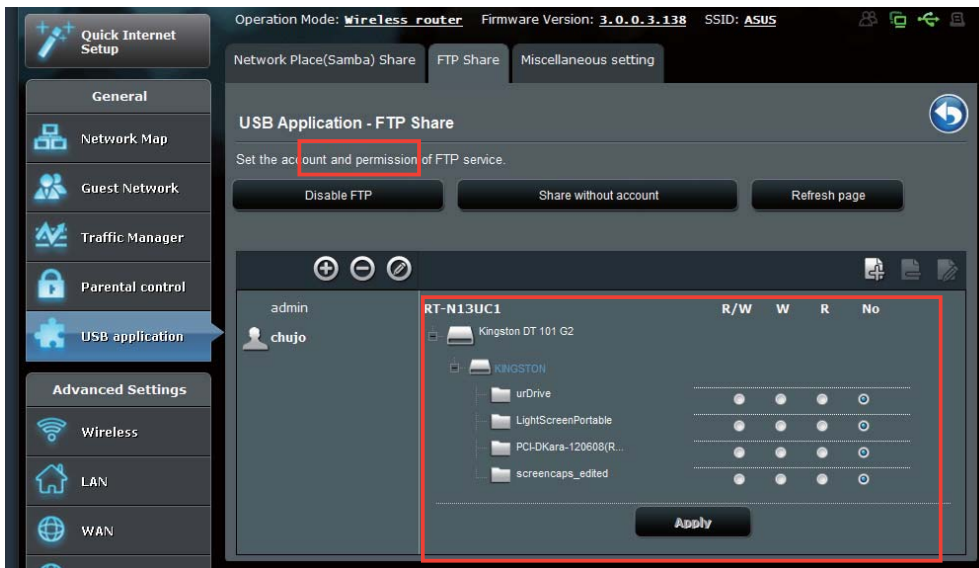 Operation Mode: Wireless router Firmware Version: 3.0.0.3.138 SSID: ASUS
Quick Internet Setup
Network Place(Samba) Share FTP Share Miscellaneous setting
General
Network Map
Guest Network
Traffic Manager
Parental control
USB application
Advanced Settings
Wireless
LAN
WAN
USB Application - FTP Share
Set the account and permission of FTP service.
Disable FTP Share without account Refresh page
admin
chujo
RT-N13UC1 R/W W R No
Kingston DT 101 G2
KINGSTON
urDrive
LightScreenPortable
PCI-DKara-120608(R...
screencaps_edited
Apply